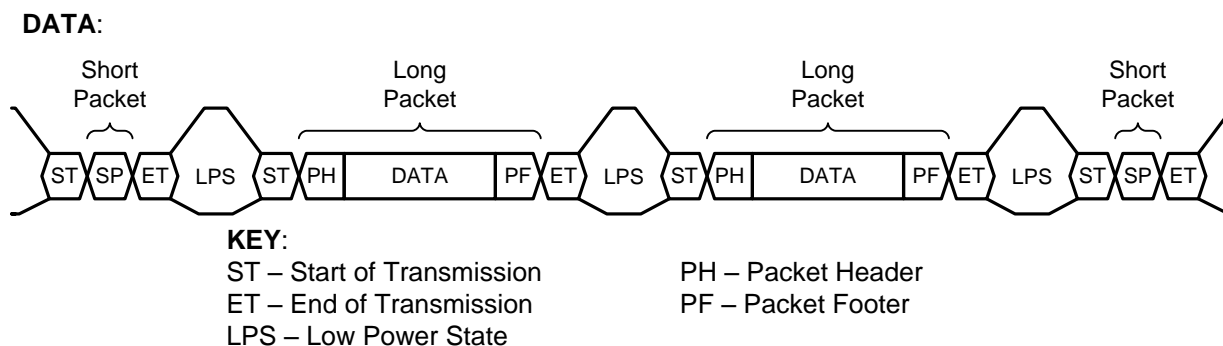 DATA:
Short Packet
Long Packet
Long Packet
Short Packet
ST SP ET LPS ST PH DATA PF ET LPS ST PH DATA PF ET LPS ST SP ET
KEY:
ST – Start of Transmission
ET – End of Transmission
LPS – Low Power State
PH – Packet Header
PF – Packet Footer